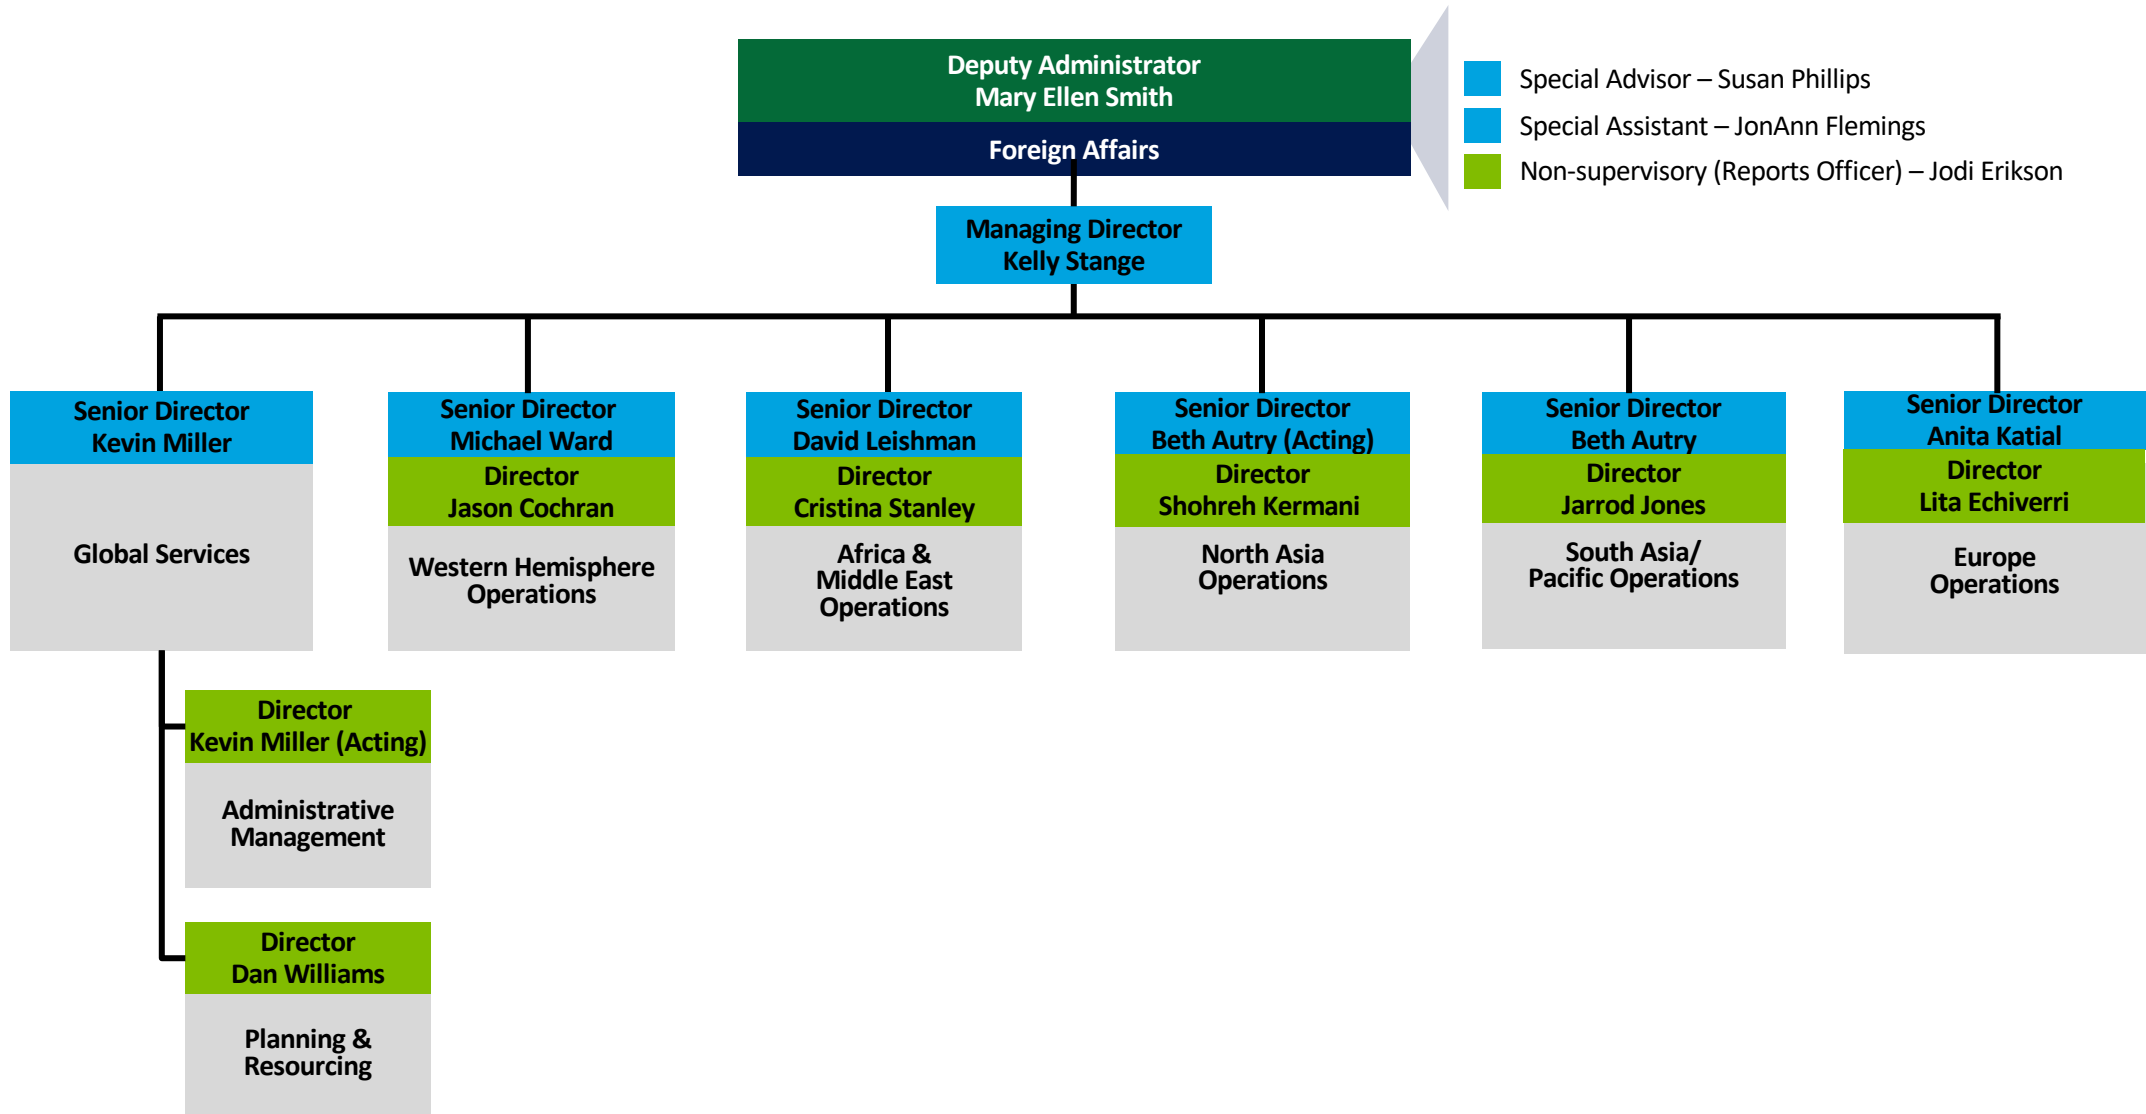 Deputy Administrator
Mary Ellen Smith
Foreign Affairs
Special Advisor – Susan Phillips
Special Assistant – JonAnn Flemings
Non-supervisory (Reports Officer) – Jodi Erikson
Managing Director
Kelly Stange
Senior Director
Kevin Miller
Global Services
Senior Director
Michael Ward
Director
Jason Cochran
Western Hemisphere
Operations
Senior Director
David Leishman
Director
Cristina Stanley
Africa &
Middle East
Operations
Senior Director
Beth Autry (Acting)
Director
Shohreh Kermani
North Asia
Operations
Senior Director
Beth Autry
Director
Jarrod Jones
South Asia/
Pacific Operations
Senior Director
Anita Katial
Director
Lita Echiverri
Europe
Operations
Director
Kevin Miller (Acting)
Administrative
Management
Director
Dan Williams
Planning &
Resourcing